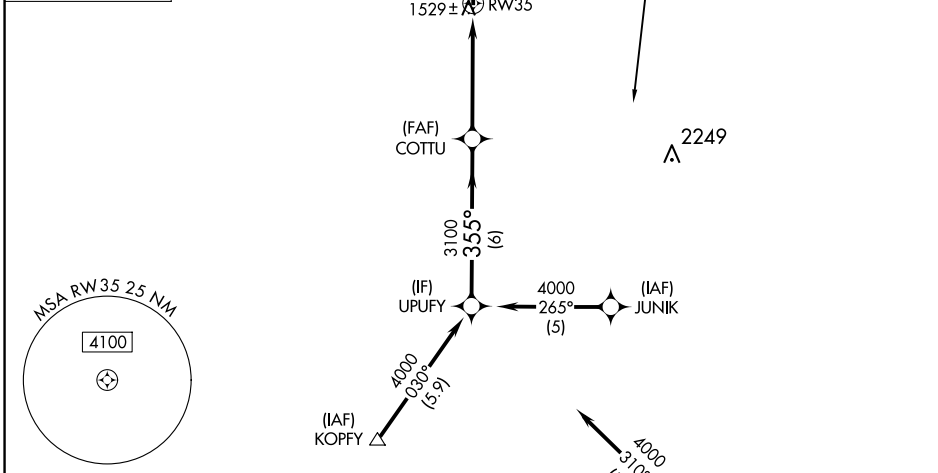 1529± RW35
(FAF)
COTTU
2249
3100
355°
(6)
(IF)
UPUFY
4000
265°
(5)
(IAF)
JUNIK
MSA RW35 25 NM
4100
4000
030°
(5.9)
(IAF)
KOPFY
4000
310°